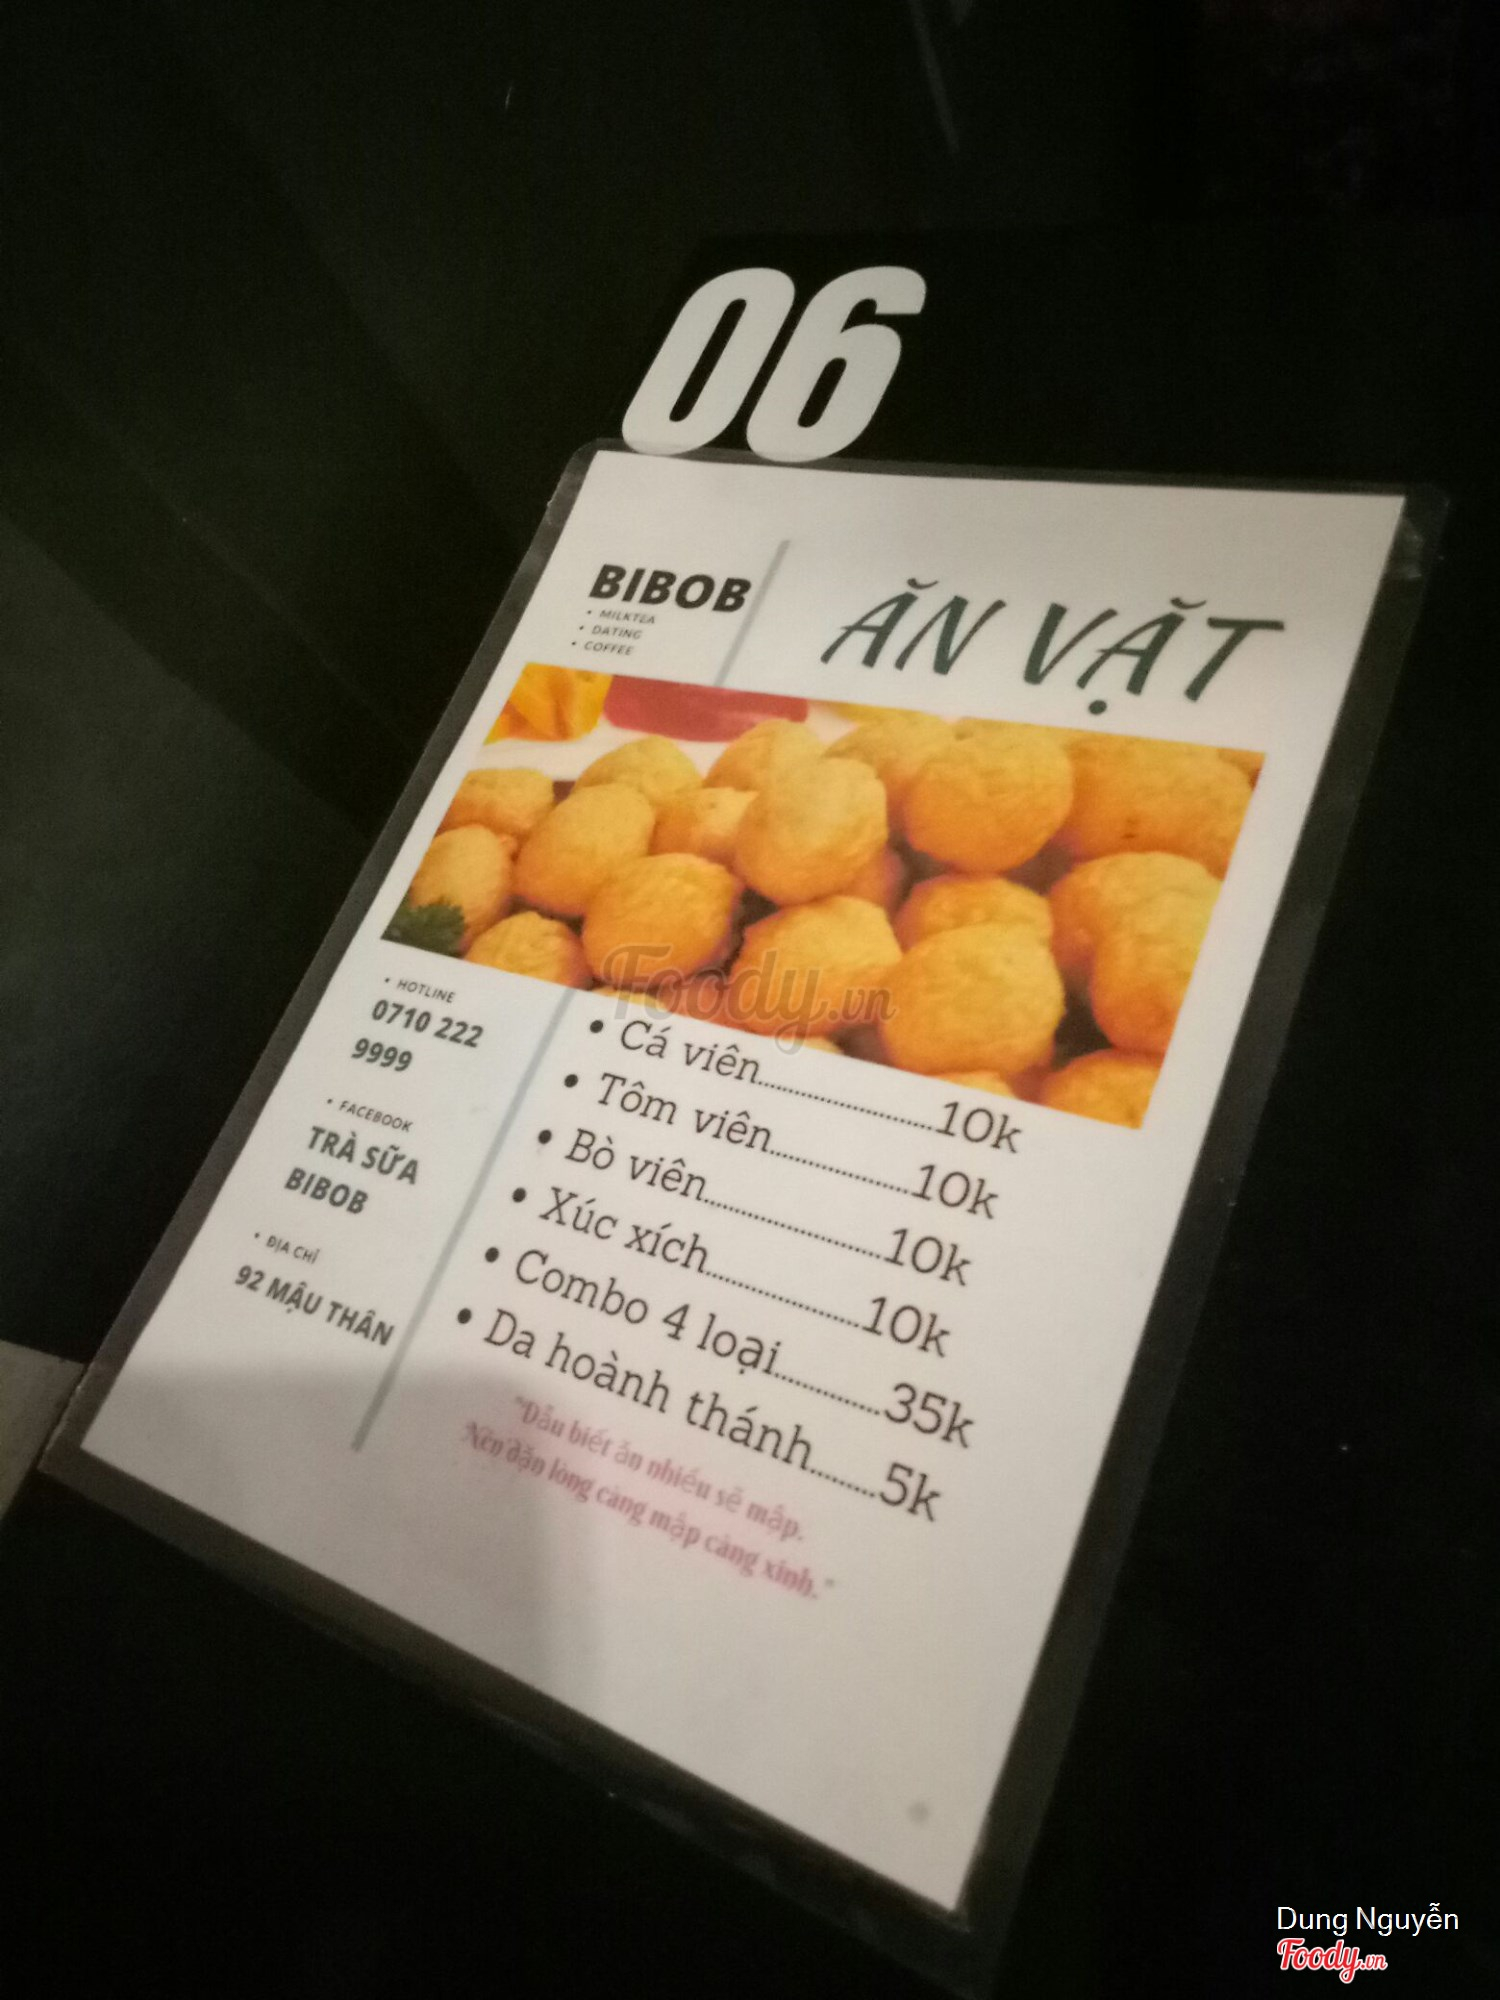 06
BIBOB
• MILKTEA
• DATING
• COFFEE
ĂN VẶT
• HOTLINE
0710 222
9999
• FACEBOOK
TRÀ SỮA
BIBOB
• ĐỊA CHỈ
92 MẬU THÂN
Foody.vn
• Cá viên....................10k
• Tôm viên................10k
• Bò viên....................10k
• Xúc xích.................10k
• Combo 4 loại............35k
• Da hoành thánh........5k
"Dẫu biết ăn nhiều sẽ mập.
Nên dặn lòng càng mập càng xinh."
Dung Nguyễn
Foody.vn